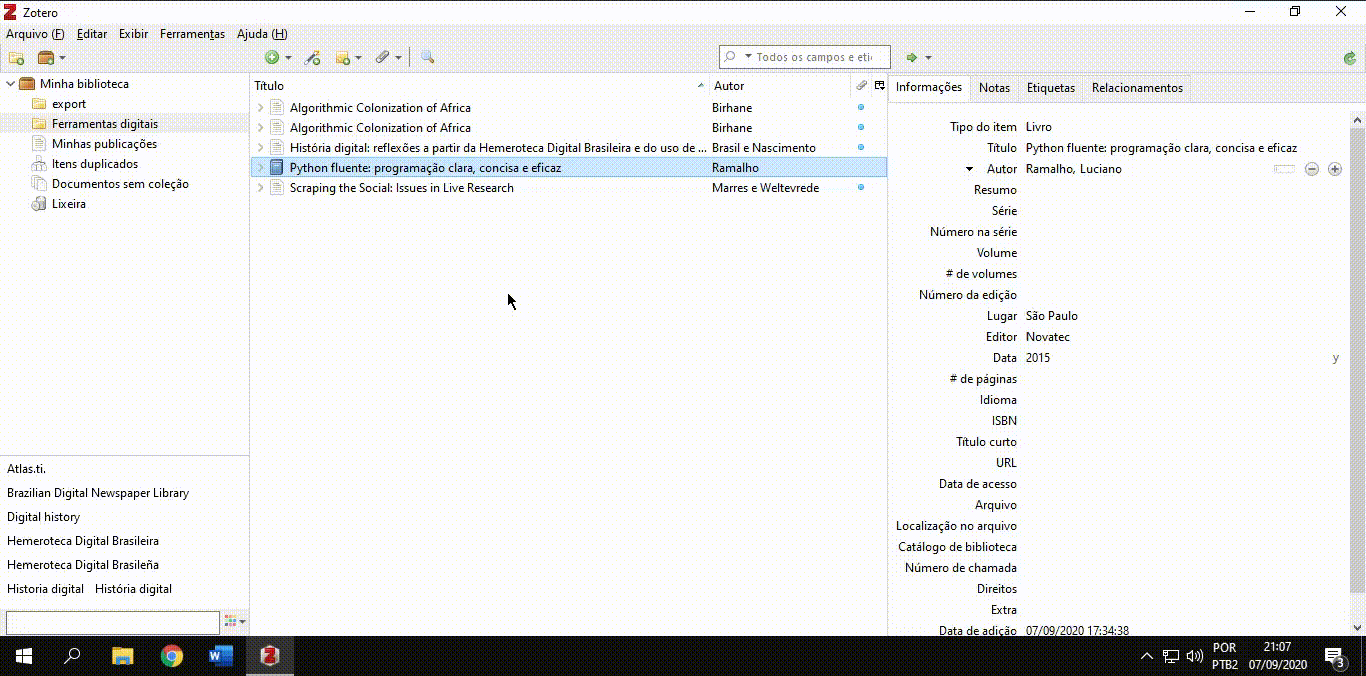 Zotero
Arquivo (F) Editar Exibir Ferramentas Ajuda (H)
Todos os campos e eti
Minha biblioteca
export
Ferramentas digitais
Minhas publicações
Itens duplicados
Documentos sem coleção
Lixeira
Atlas.ti.
Brazilian Digital Newspaper Library
Digital history
Hemeroteca Digital Brasileira
Hemeroteca Digital Brasileña
Historia digital História digital
Título Autor
Algorithmic Colonization of Africa Birhane
Algorithmic Colonization of Africa Birhane
História digital: reflexões a partir da Hemeroteca Digital Brasileira e do uso de ... Brasil e Nascimento
Python fluente: programação clara, concisa e eficaz Ramalho
Scraping the Social: Issues in Live Research Marres e Weltevrede
Informações Notas Etiquetas Relacionamentos
Tipo do item Livro
Título Python fluente: programação clara, concisa e eficaz
Autor Ramalho, Luciano
Resumo
Série
Número na série
Volume
# de volumes
Número da edição
Lugar São Paulo
Editor Novatec
Data 2015 y
# de páginas
Idioma
ISBN
Título curto
URL
Data de acesso
Arquivo
Localização no arquivo
Catálogo de biblioteca
Número de chamada
Direitos
Extra
Data de adição 07/09/2020 17:34:38
POR 21:07
PTB2 07/09/2020 3